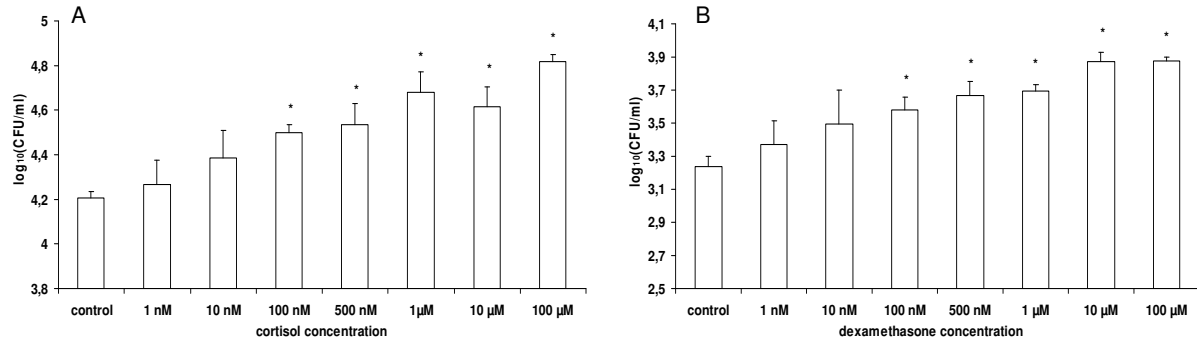 A
5
4,8
4,6
4,4
4,2
4
3,8
log10(CFU/ml)
* * * * *
control 1 nM 10 nM 100 nM 500 nM 1µM 10 µM 100 µM
cortisol concentration
B
4,1
3,9
3,7
3,5
3,3
3,1
2,9
2,7
2,5
log10(CFU/ml)
* * * * *
control 1 nM 10 nM 100 nM 500 nM 1 µM 10 µM 100 µM
dexamethasone concentration